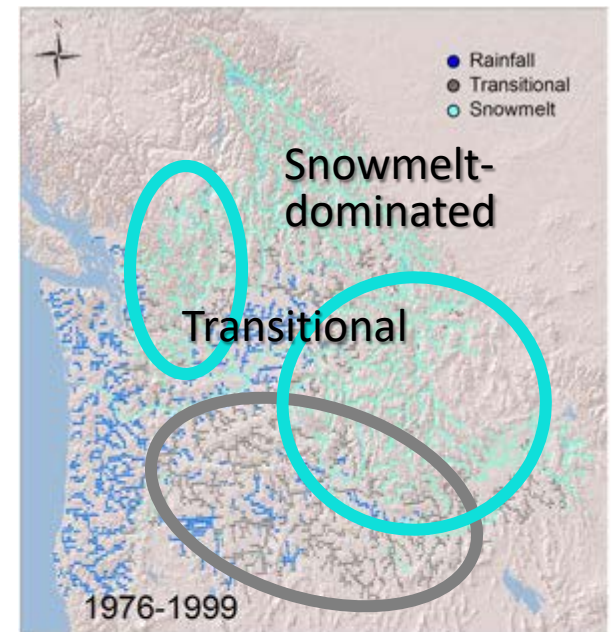 N
Rainfall
Transitional
Snowmelt
Snowmelt-
dominated
Transitional
1976-1999